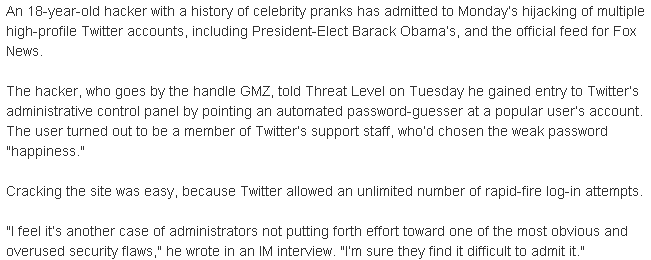 An 18-year-old hacker with a history of celebrity pranks has admitted to Monday's hijacking of multiple
high-profile Twitter accounts, including President-Elect Barack Obama's, and the official feed for Fox
News.
The hacker, who goes by the handle GMZ, told Threat Level on Tuesday he gained entry to Twitter's
administrative control panel by pointing an automated password-guesser at a popular user's account.
The user turned out to be a member of Twitter's support staff, who'd chosen the weak password
"happiness."
Cracking the site was easy, because Twitter allowed an unlimited number of rapid-fire log-in attempts.
"I feel it's another case of administrators not putting forth effort toward one of the most obvious and
overused security flaws," he wrote in an IM interview. "I'm sure they find it difficult to admit it."